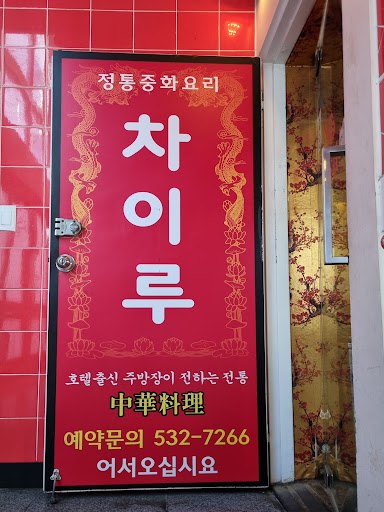 정통중화요리
차이루
호텔출신 주방장이 전하는 전통
中華料理
예약문의 532-7266
어서오십시요